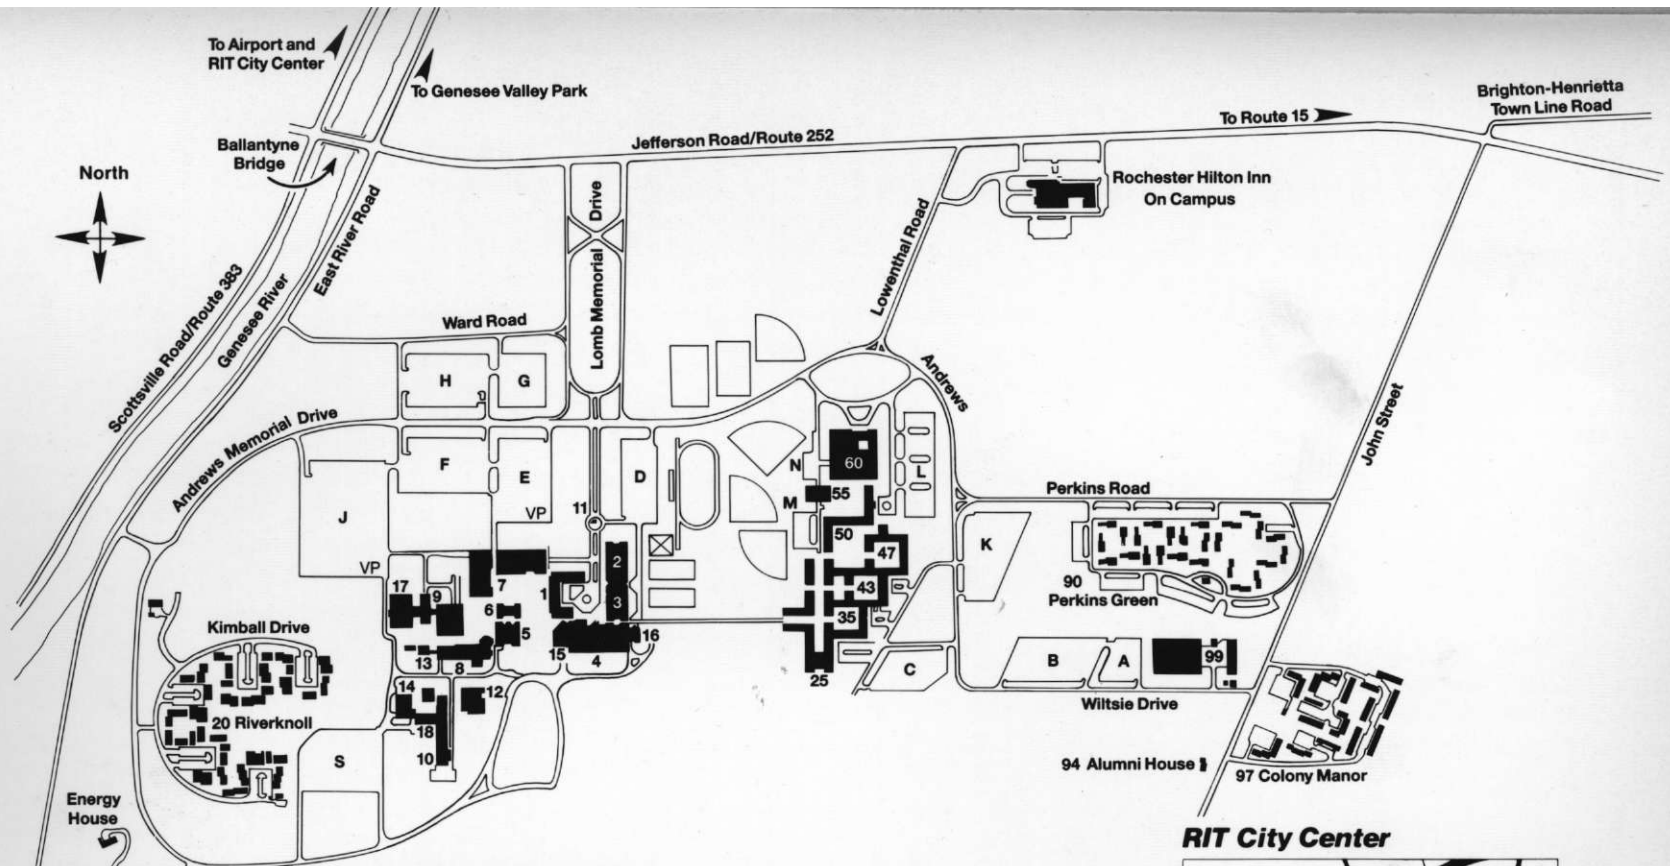 To Airport and
RIT City Center
To Genesee Valley Park
Brighton-Henrietta
Town Line Road
To Route 15
Jefferson Road/Route 252
Ballantyne
Bridge
North
Rochester Hilton Inn
On Campus
Drive
Lomb Memorial
East River Road
Lowenthal Road
Scottsville Road/Route 383
Genesee River
Ward Road
H
G
Andrews
Andrews Memorial Drive
John Street
F
E
D
N
60
L
J
VP
11
M
55
Perkins Road
50
K
47
VP
17
9
7
2
90
Perkins Green
43
1
3
6
35
5
16
Kimball Drive
13
8
15
4
25
C
B
A
99
14
12
Wiltsie Drive
20 Riverknoll
18
10
S
94 Alumni House
97 Colony Manor
Energy
House
RIT City Center